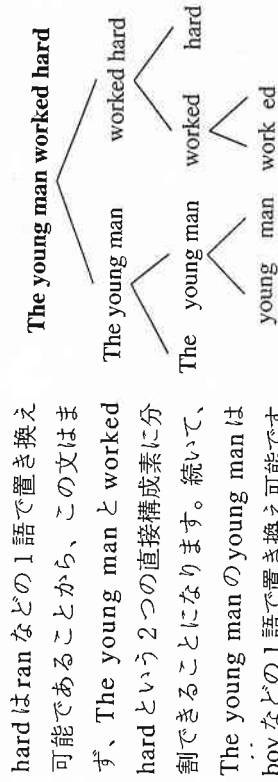 hardはranなどの1語で置き換え
可能であることから、この文はま
ず、The young manとworked
hardという2つの直接構成素に分
割できることになります。続いて、
The young manのyoung manは
boyなどの1語で置き換え可能です
The young man worked hard
The young man worked hard
The young man worked hard
young man work ed